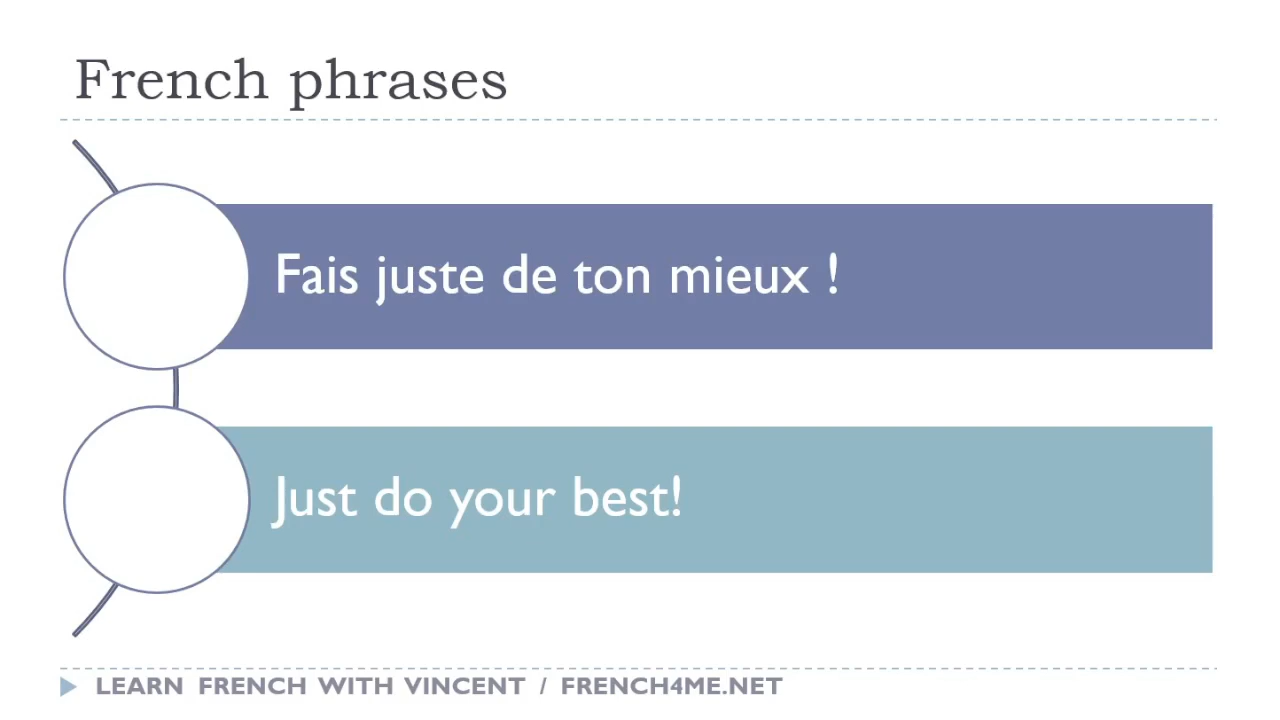 French phrases
Fais juste de ton mieux !
Just do your best!
LEARN FRENCH WITH VINCENT / FRENCH4ME.NET